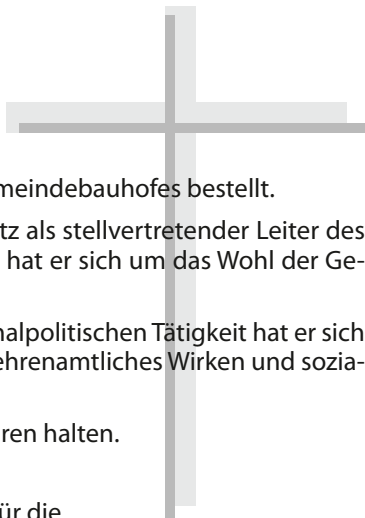 meindebauhofes bestellt.
tz als stellvertretender Leiter des
hat er sich um das Wohl der Ge-
nalpolitischen Tätigkeit hat er sich
ehrenamtliches Wirken und sozia-
ren halten.
ür die